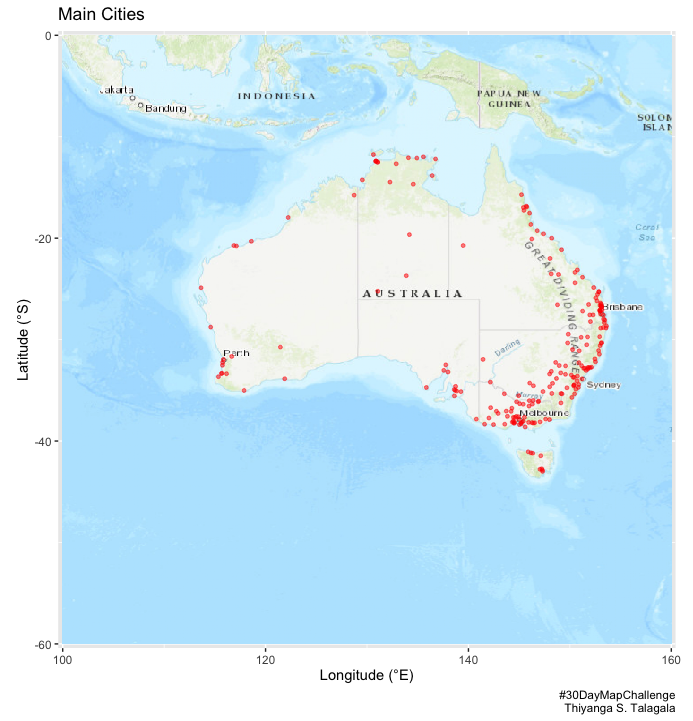 Main Cities
0
-20
-40
-60
100
120
140
160
Latitude (°S)
Longitude (°E)
Jakarta
Bandung
INDONESIA
PAPUA NEW
GUINEA
SOLOM
ISLAN
Coral
Sea
GREAT DIVIDING RANGE
AUSTRALIA
Brisbane
Perth
Darling
Sydney
Murray
Melbourne
#30DayMapChallenge
Thiyanga S. Talagala